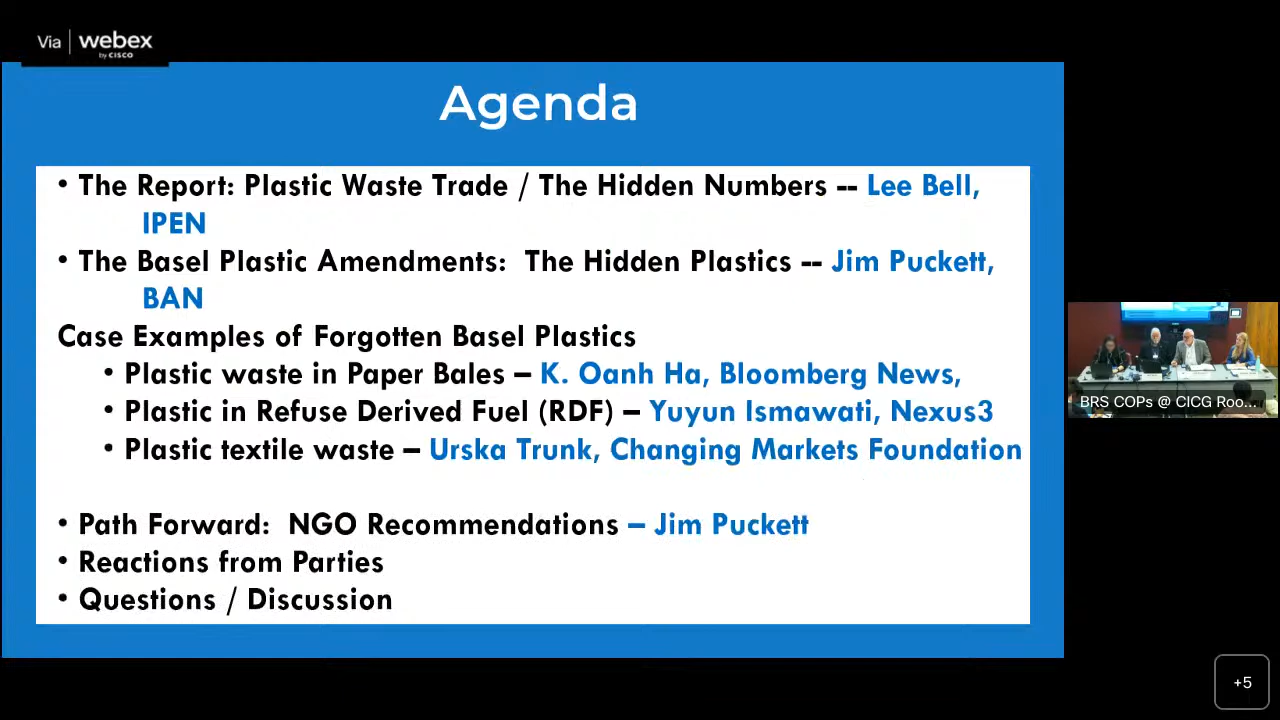 Via | webex
by CISCO
Agenda
• The Report: Plastic Waste Trade / The Hidden Numbers -- Lee Bell,
IPEN
• The Basel Plastic Amendments:  The Hidden Plastics -- Jim Puckett,
BAN
Case Examples of Forgotten Basel Plastics
• Plastic waste in Paper Bales – K. Oanh Ha, Bloomberg News,
• Plastic in Refuse Derived Fuel (RDF) – Yuyun Ismawati, Nexus3
• Plastic textile waste – Urska Trunk, Changing Markets Foundation
• Path Forward:  NGO Recommendations – Jim Puckett
• Reactions from Parties
• Questions / Discussion
BRS COPs @ CICG Roo...
+5